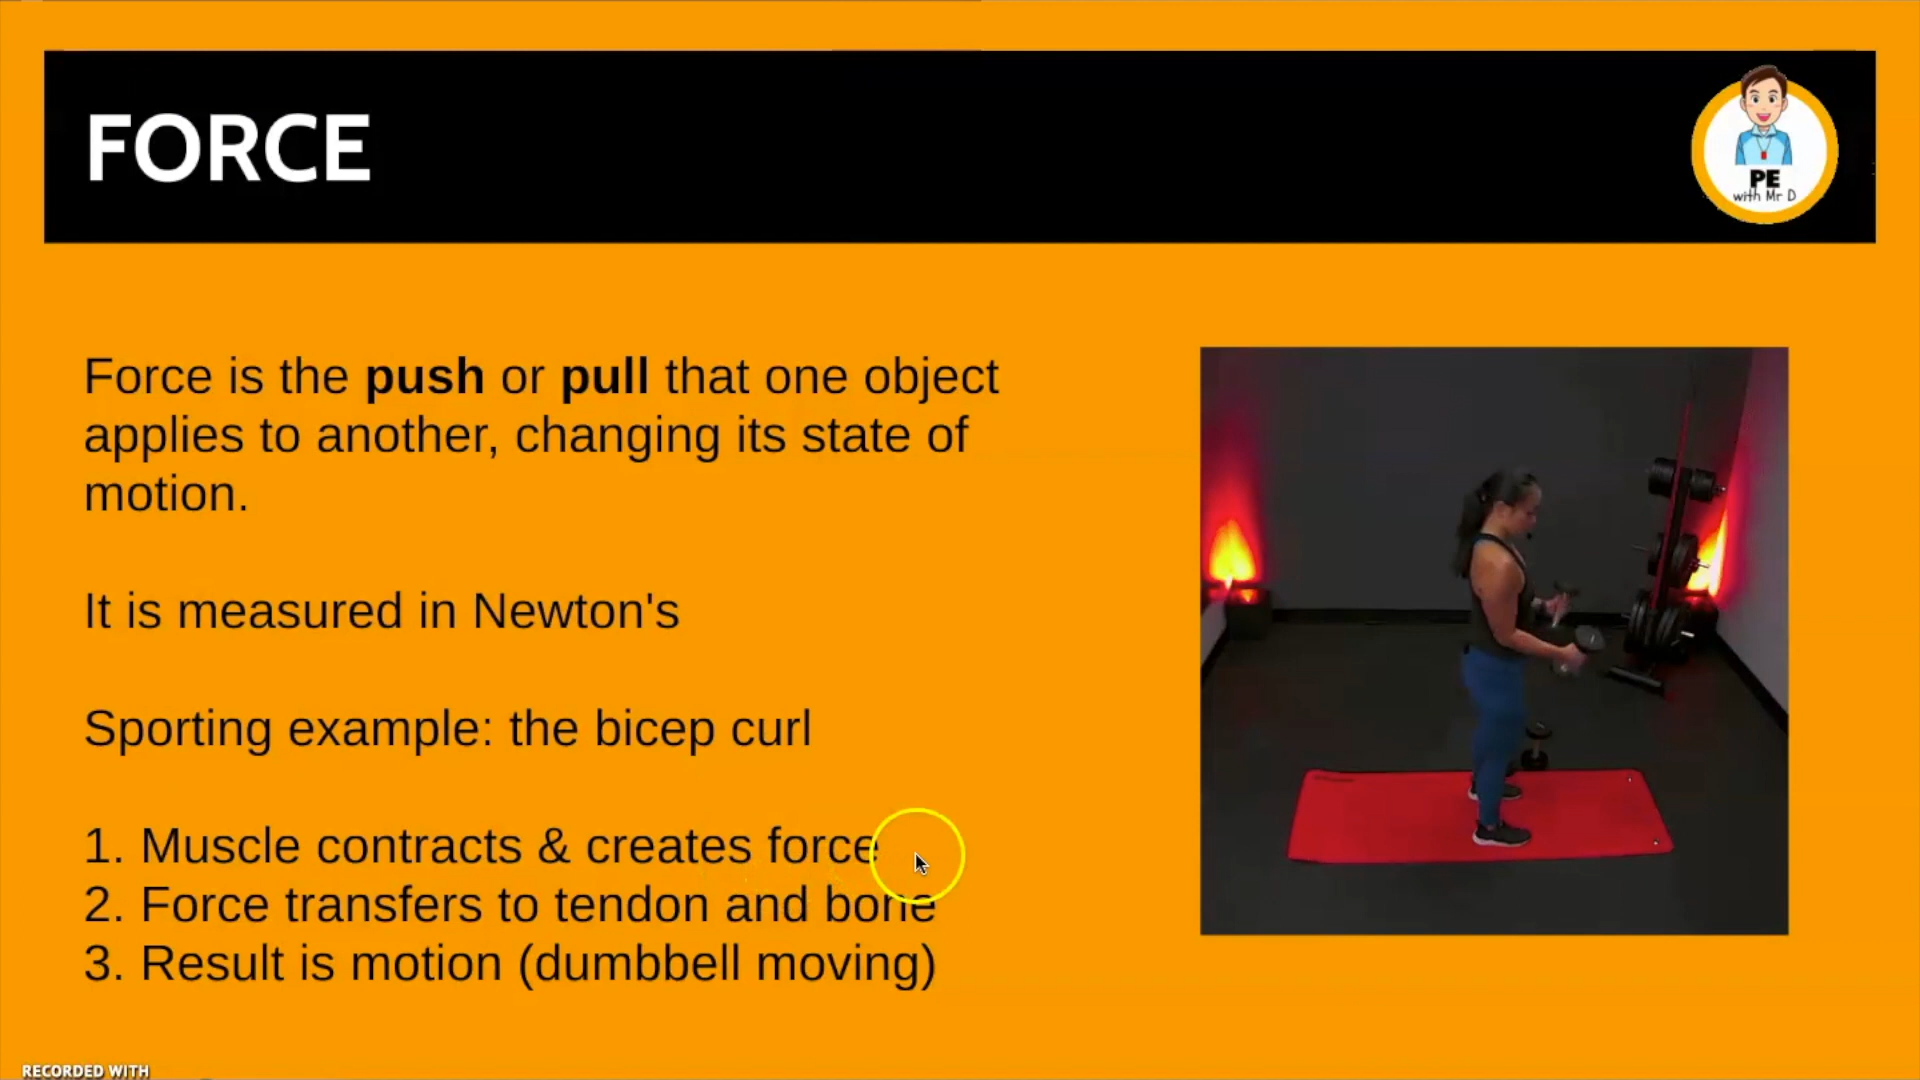 FORCE
PE
with Mr D
Force is the push or pull that one object
applies to another, changing its state of
motion.
It is measured in Newton's
Sporting example: the bicep curl
1. Muscle contracts & creates force
2. Force transfers to tendon and bone
3. Result is motion (dumbbell moving)
RECORDED WITH